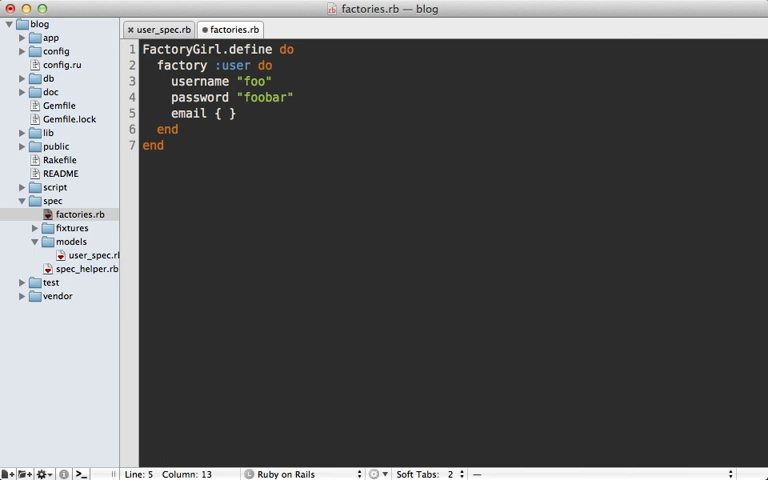 factories.rb — blog
blog
app
config
config.ru
db
doc
Gemfile
Gemfile.lock
lib
public
Rakefile
README
script
spec
factories.rb
fixtures
models
user_spec.rl
spec_helper.rb
test
vendor
user_spec.rb
factories.rb
1 FactoryGirl.define do
2 factory :user do
3 username "foo"
4 password "foobar"
5 email { }
6 end
7 end
Line: 5 Column: 13
Ruby on Rails
Soft Tabs: 2
—